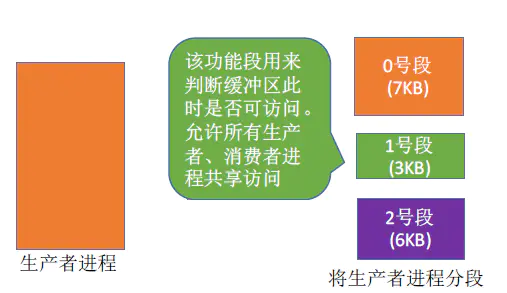 该功能段用来
判断缓冲区此
时是否可访问。
允许所有生产
者、消费者进
程共享访问
0号段
(7KB)
1号段
(3KB)
2号段
(6KB)
生产者进程
将生产者进程分段